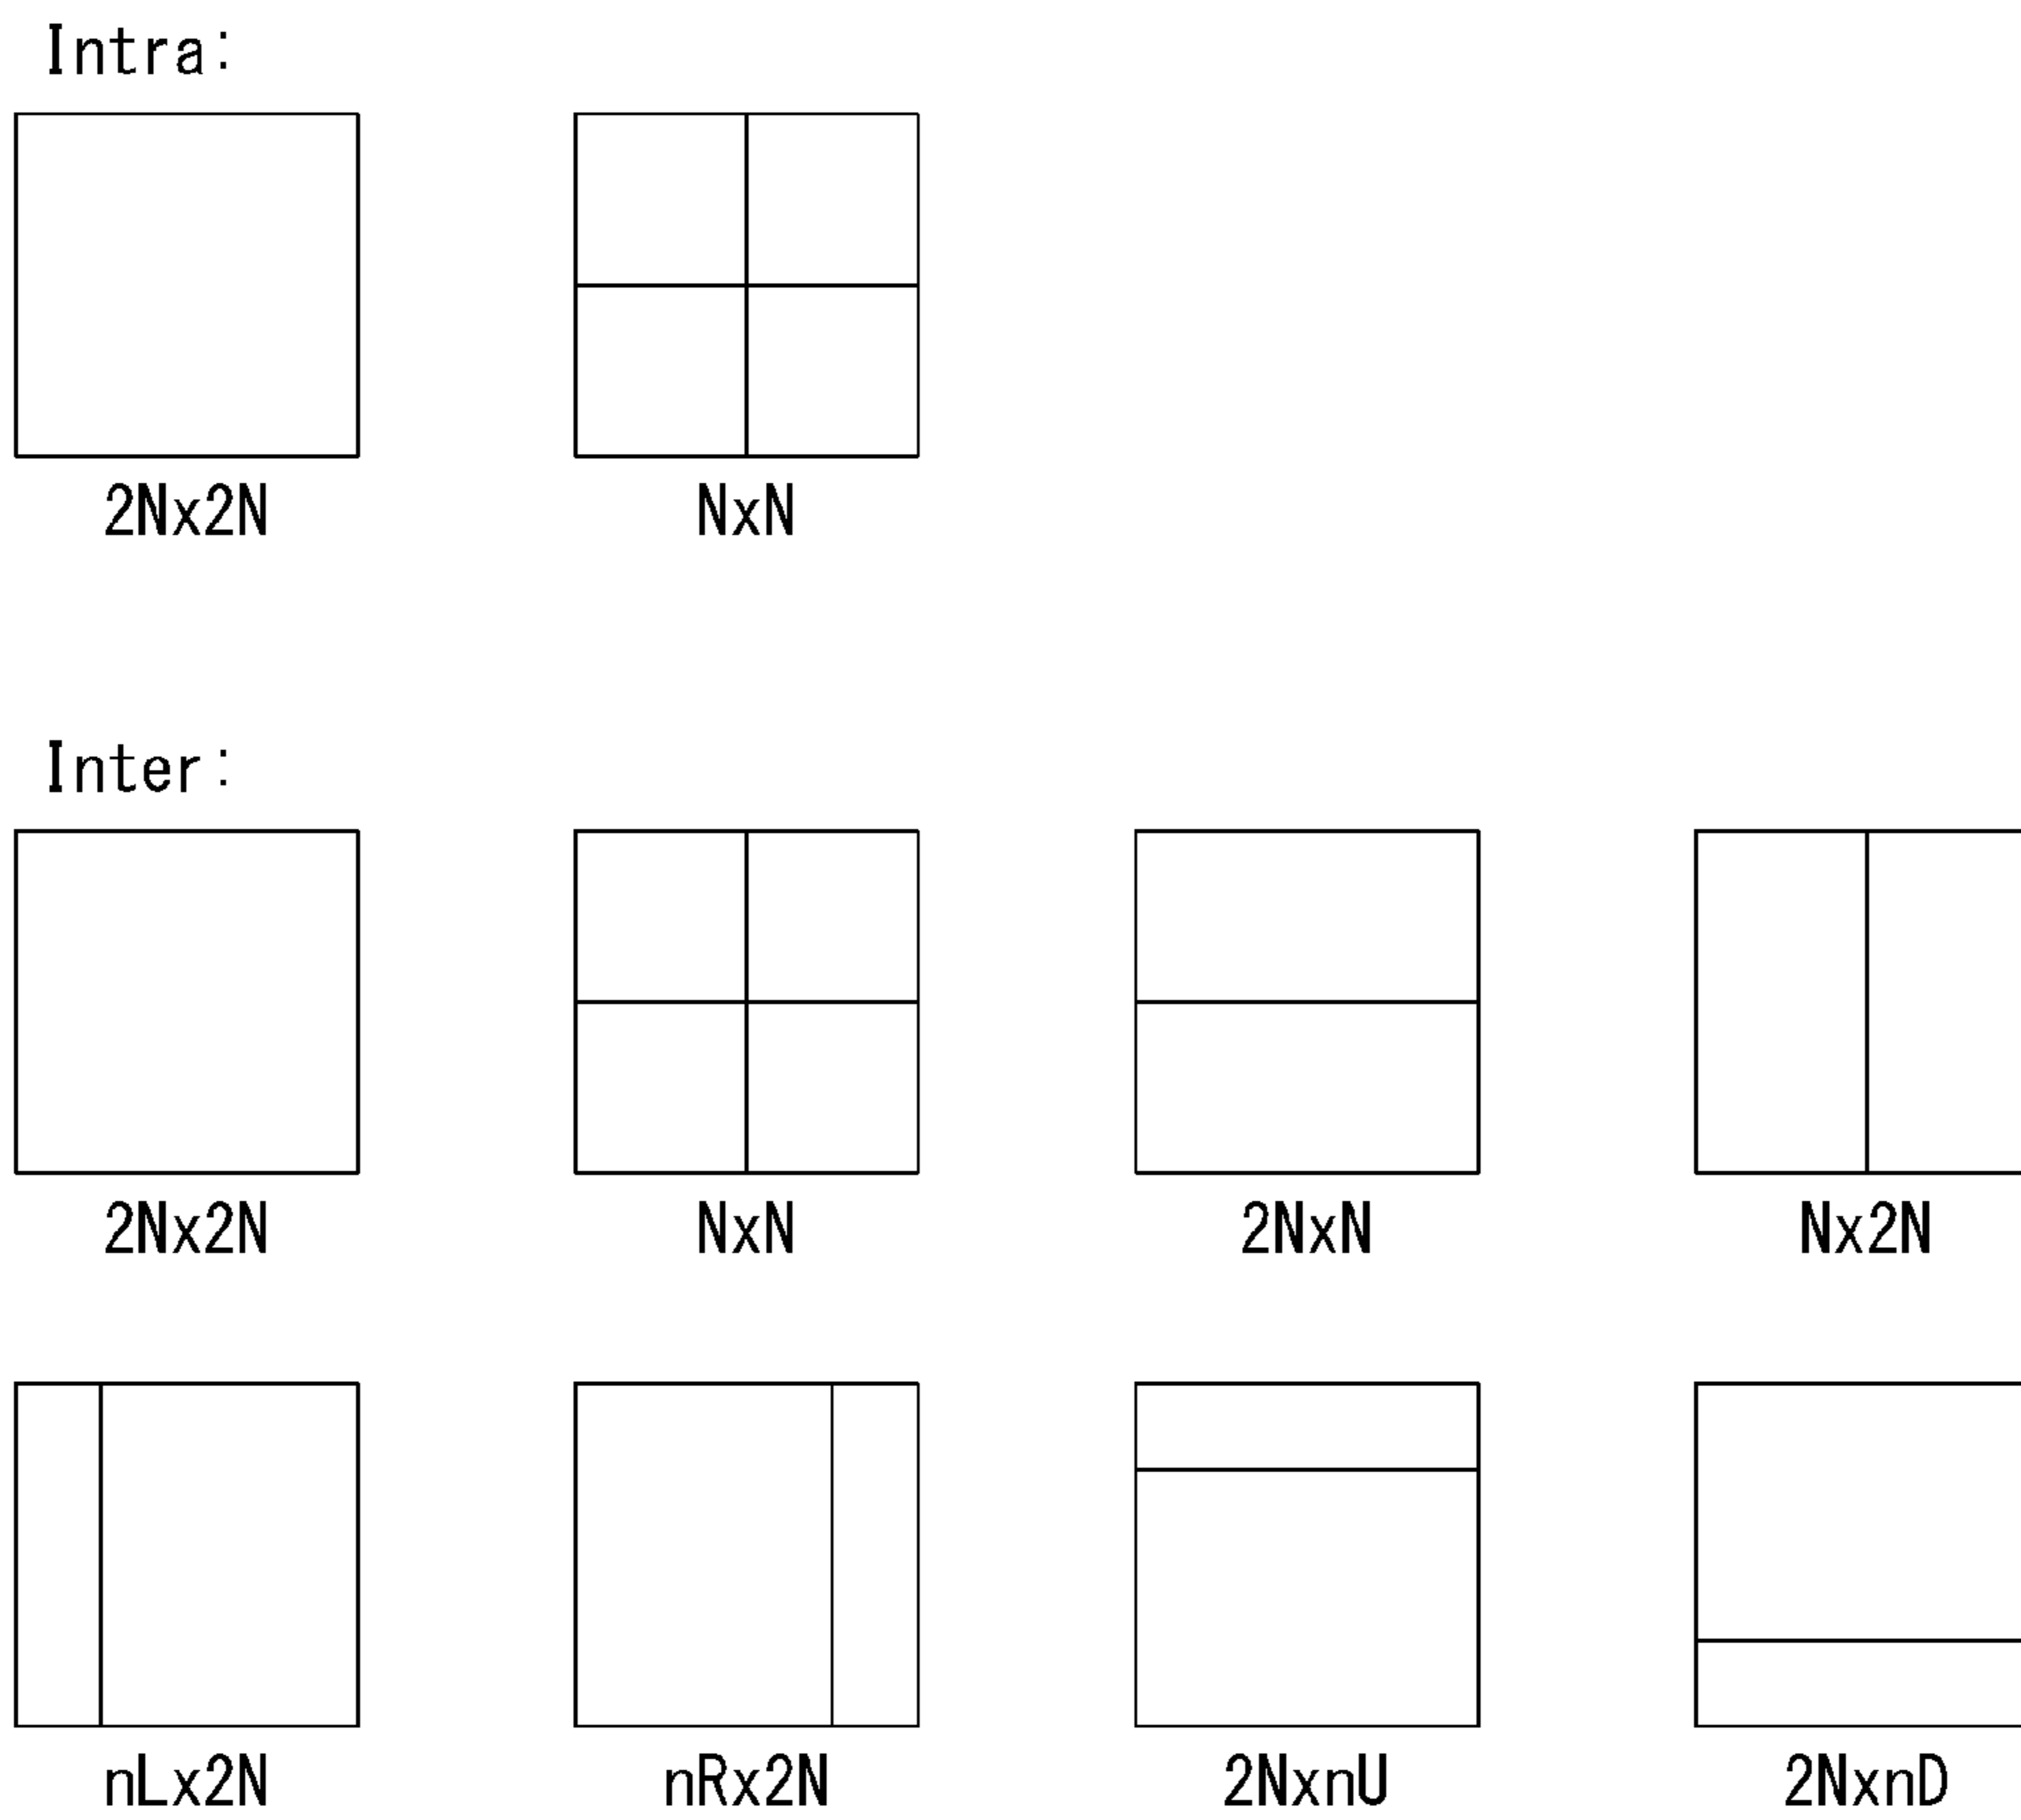 Intra:
2Nx2N NxN
Inter:
2Nx2N NxN 2NxN Nx2N
nLx2N nRx2N 2NxnU 2NxnD